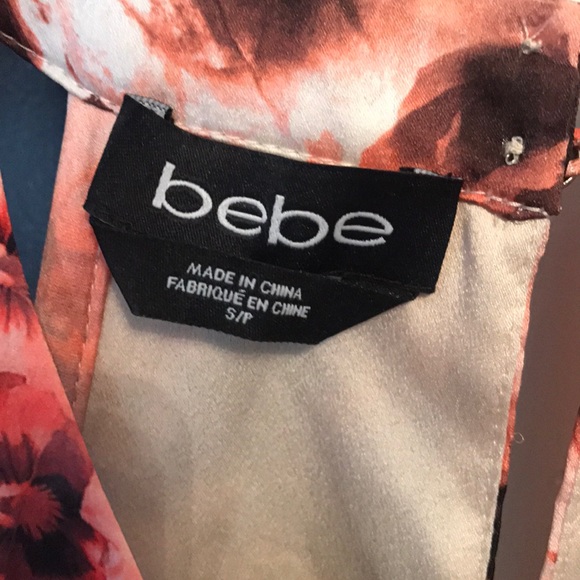 bebe
MADE IN CHINA
FABRIQUÉ EN CHINE
S/P